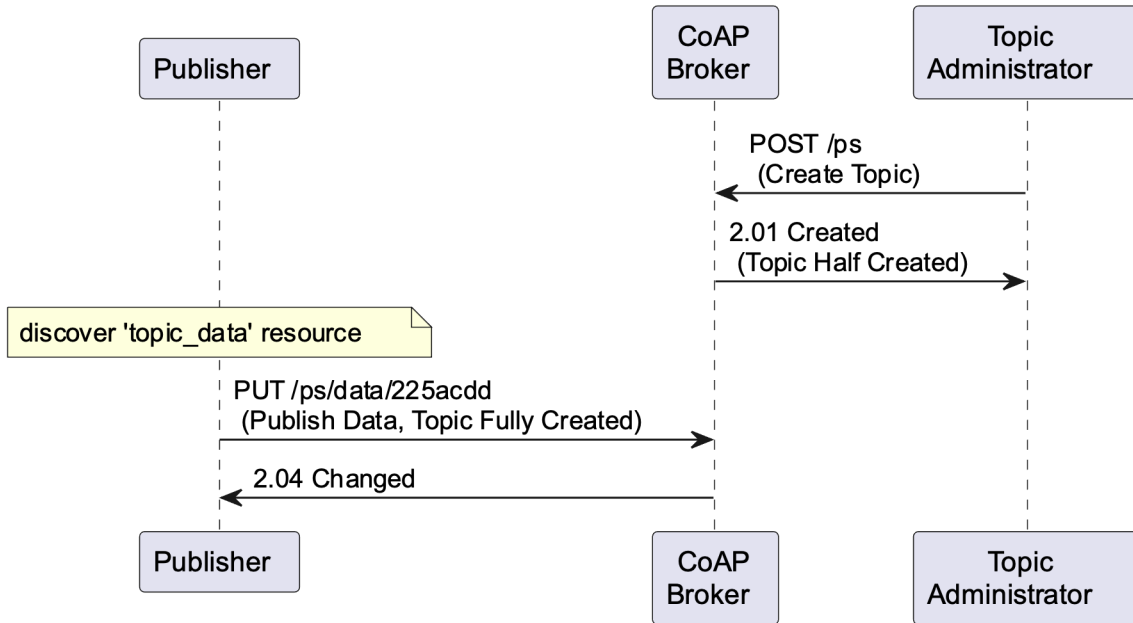 Publisher
CoAP
Broker
Topic
Administrator
POST /ps
(Create Topic)
2.01 Created
(Topic Half Created)
discover 'topic_data' resource
PUT /ps/data/225acdd
(Publish Data, Topic Fully Created)
2.04 Changed
Publisher
CoAP
Broker
Topic
Administrator